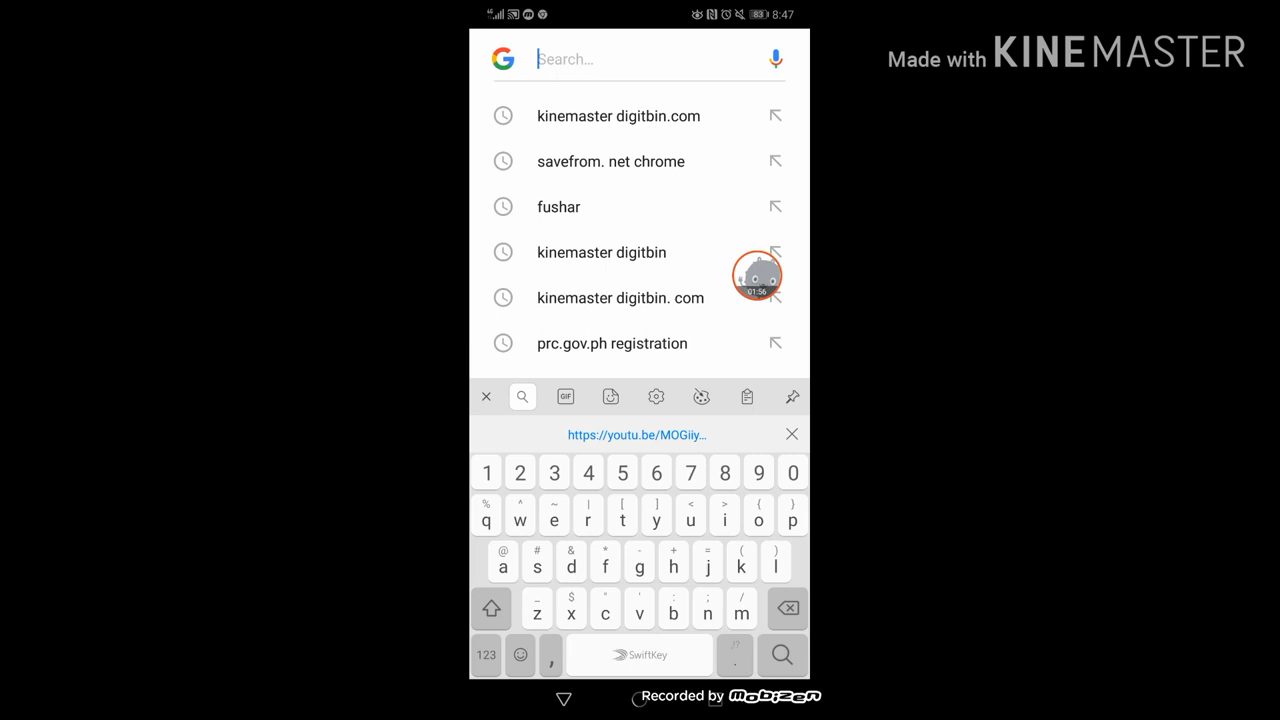 8:47
83
Made with KINEMASTER
Search...
kinemaster digitbin.com
savefrom. net chrome
fushar
kinemaster digitbin
01:56
kinemaster digitbin. com
prc.gov.ph registration
GIF
https://youtu.be/MOGiiy...
1 2 3 4 5 6 7 8 9 0
% ^ ~ | [ ] < > { }
q w e r t y u i o p
@ # & * - + = ( )
a s d f g h j k l
_ $ " ' : ; /
z x c v b n m
,!?
123 , SwiftKey .
Recorded by mobizen